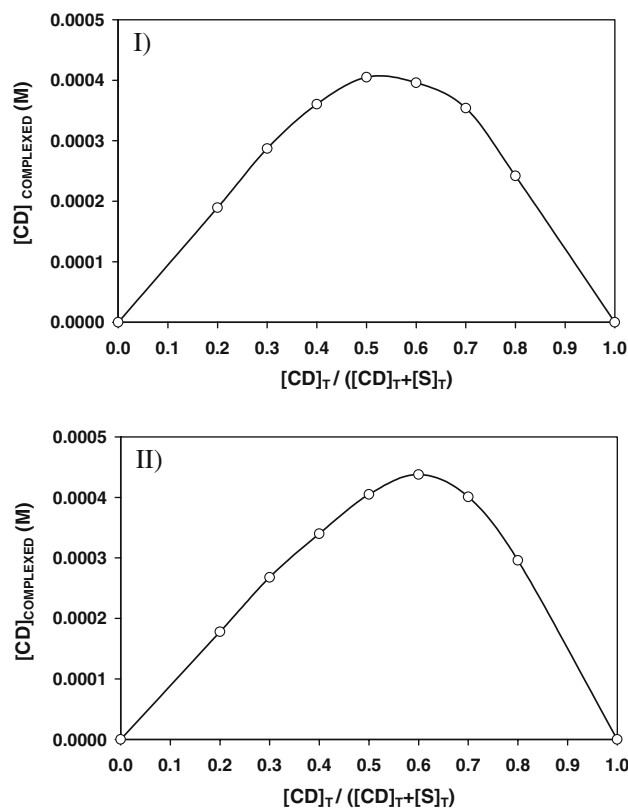 I)
0.0005
0.0004
0.0003
0.0002
0.0001
0.0000
[CD] COMPLEXED (M)
0.0 0.1 0.2 0.3 0.4 0.5 0.6 0.7 0.8 0.9 1.0
[CD]T / ([CD]T+[S]T)
II)
0.0005
0.0004
0.0003
0.0002
0.0001
0.0000
[CD]COMPLEXED (M)
0.0 0.1 0.2 0.3 0.4 0.5 0.6 0.7 0.8 0.9 1.0
[CD]T / ([CD]T+[S]T)